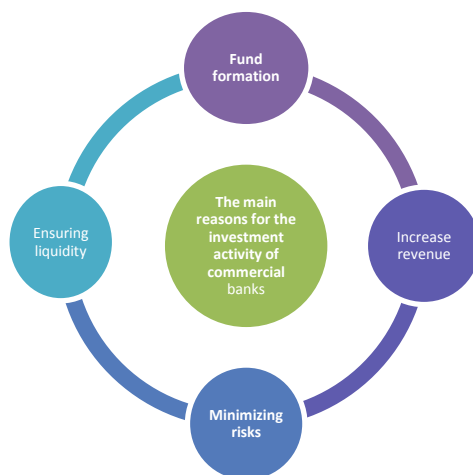 Fund
formation
The main
reasons for the
investment
activity of
commercial
banks
Ensuring
liquidity
Increase
revenue
Minimizing
risks